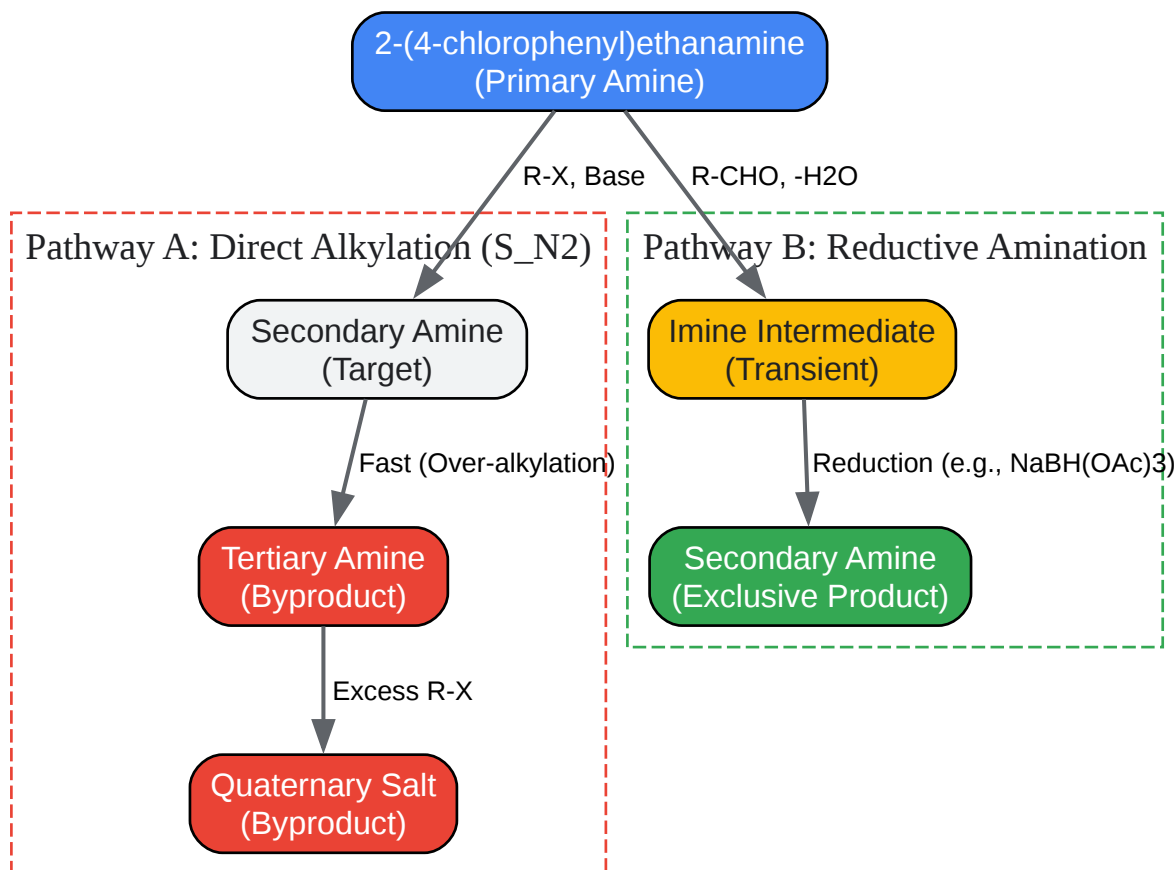 2-(4-chlorophenyl)ethanamine
(Primary Amine)
R-X, Base
R-CHO, -H2O
Pathway A: Direct Alkylation (S_N2)
Pathway B: Reductive Amination
Secondary Amine
(Target)
Imine Intermediate
(Transient)
Fast (Over-alkylation)
Reduction (e.g., NaBH(OAc)3)
Tertiary Amine
(Byproduct)
Secondary Amine
(Exclusive Product)
Excess R-X
Quaternary Salt
(Byproduct)